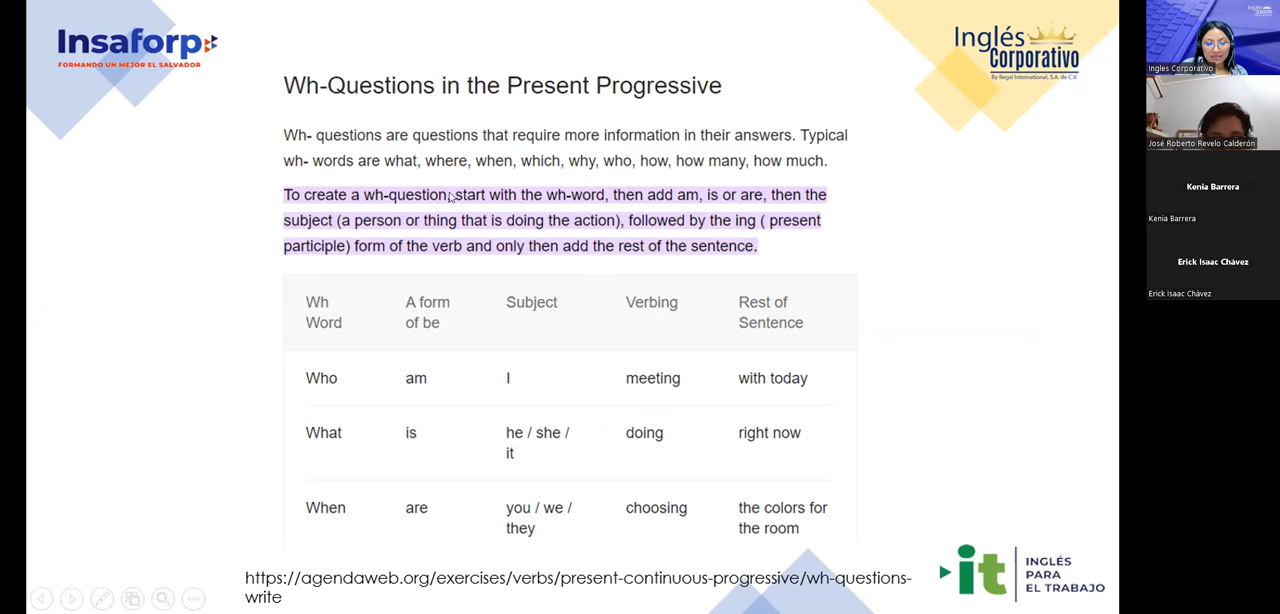 Insaforp
FORMANDO UN MEJOR EL SALVADOR
Inglés
Corporativo
By Regal International, S.A. de C.V.
Wh-Questions in the Present Progressive
Wh- questions are questions that require more information in their answers. Typical
wh- words are what, where, when, which, why, who, how, how many, how much.
To create a wh-question, start with the wh-word, then add am, is or are, then the
subject (a person or thing that is doing the action), followed by the ing ( present
participle) form of the verb and only then add the rest of the sentence.
Wh Word A form of be Subject Verbing Rest of Sentence
Who am I meeting with today
What is he / she / it doing right now
When are you / we / they choosing the colors for the room
https://agendaweb.org/exercises/verbs/present-continuous-progressive/wh-questions-
write
it
INGLÉS
PARA
EL TRABAJO
Ingles Corporativo
José Roberto Revelo Calderón
Kenia Barrera
Kenia Barrera
Erick Isaac Chávez
Erick Isaac Chávez